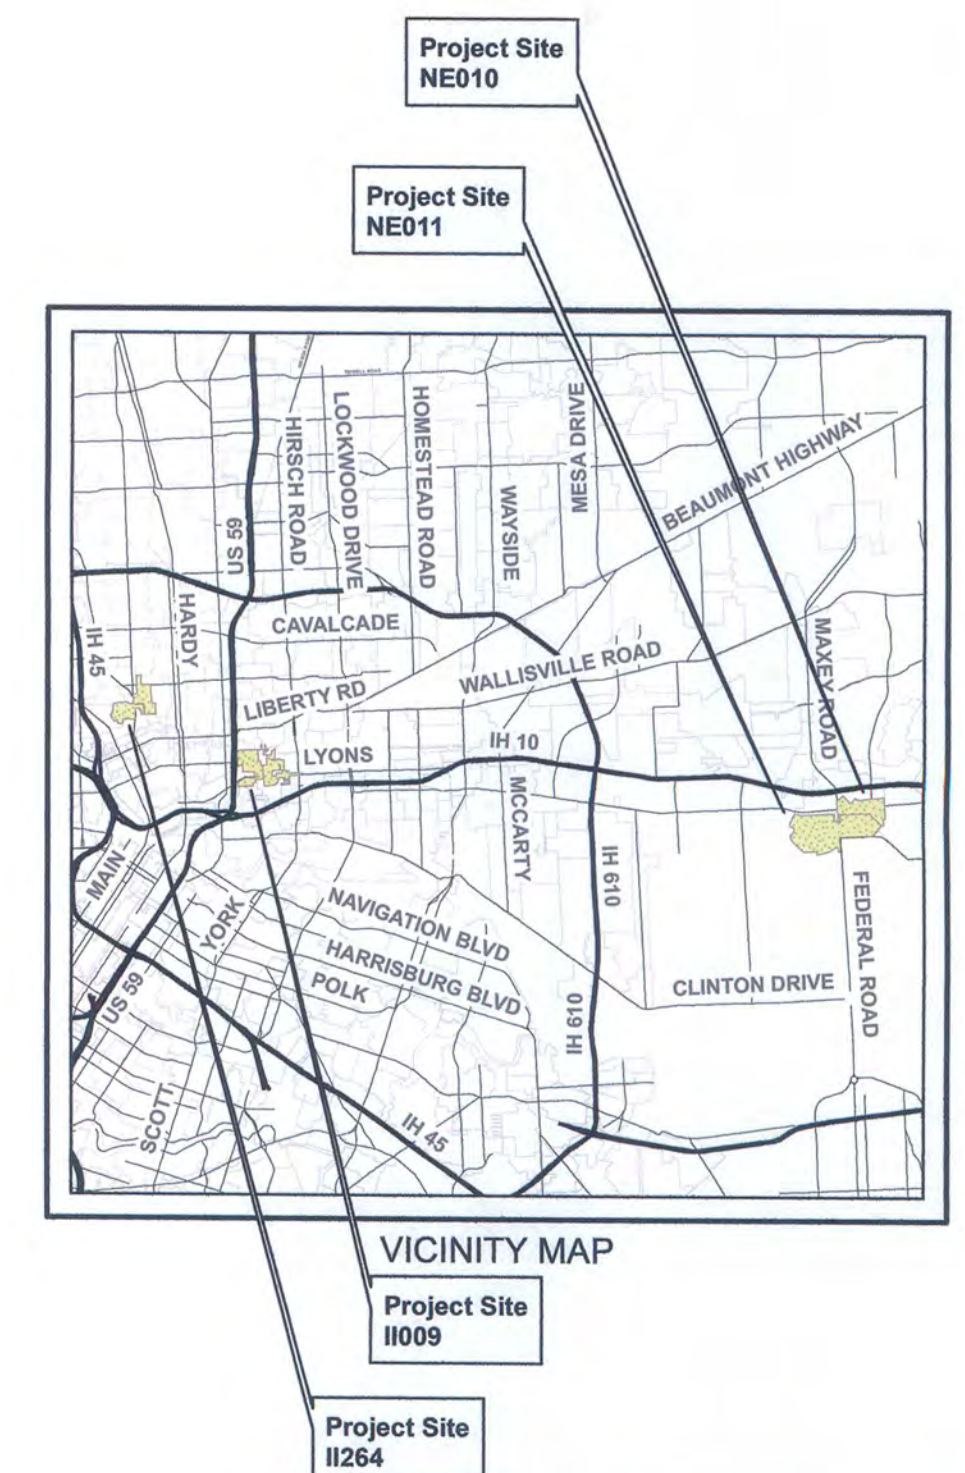 Project Site
NE010
Project Site
NE011
MESA DRIVE
HOMESTEAD ROAD
LOCKWOOD DRIVE
HIRSCH ROAD
BEAUMONT HIGHWAY
WAYSIDE
US 59
HARDY
CAVALCADE
IH 45
MAXEY ROAD
WALLISVILLE ROAD
LIBERTY RD
IH 10
LYONS
MCCARTY
IH 610
MAIN
FEDERAL ROAD
NAVIGATION BLVD
YORK
HARRISBURG BLVD
POLK
CLINTON DRIVE
US 59
IH 610
SCOTT
IH 45
VICINITY MAP
Project Site
II009
Project Site
II264